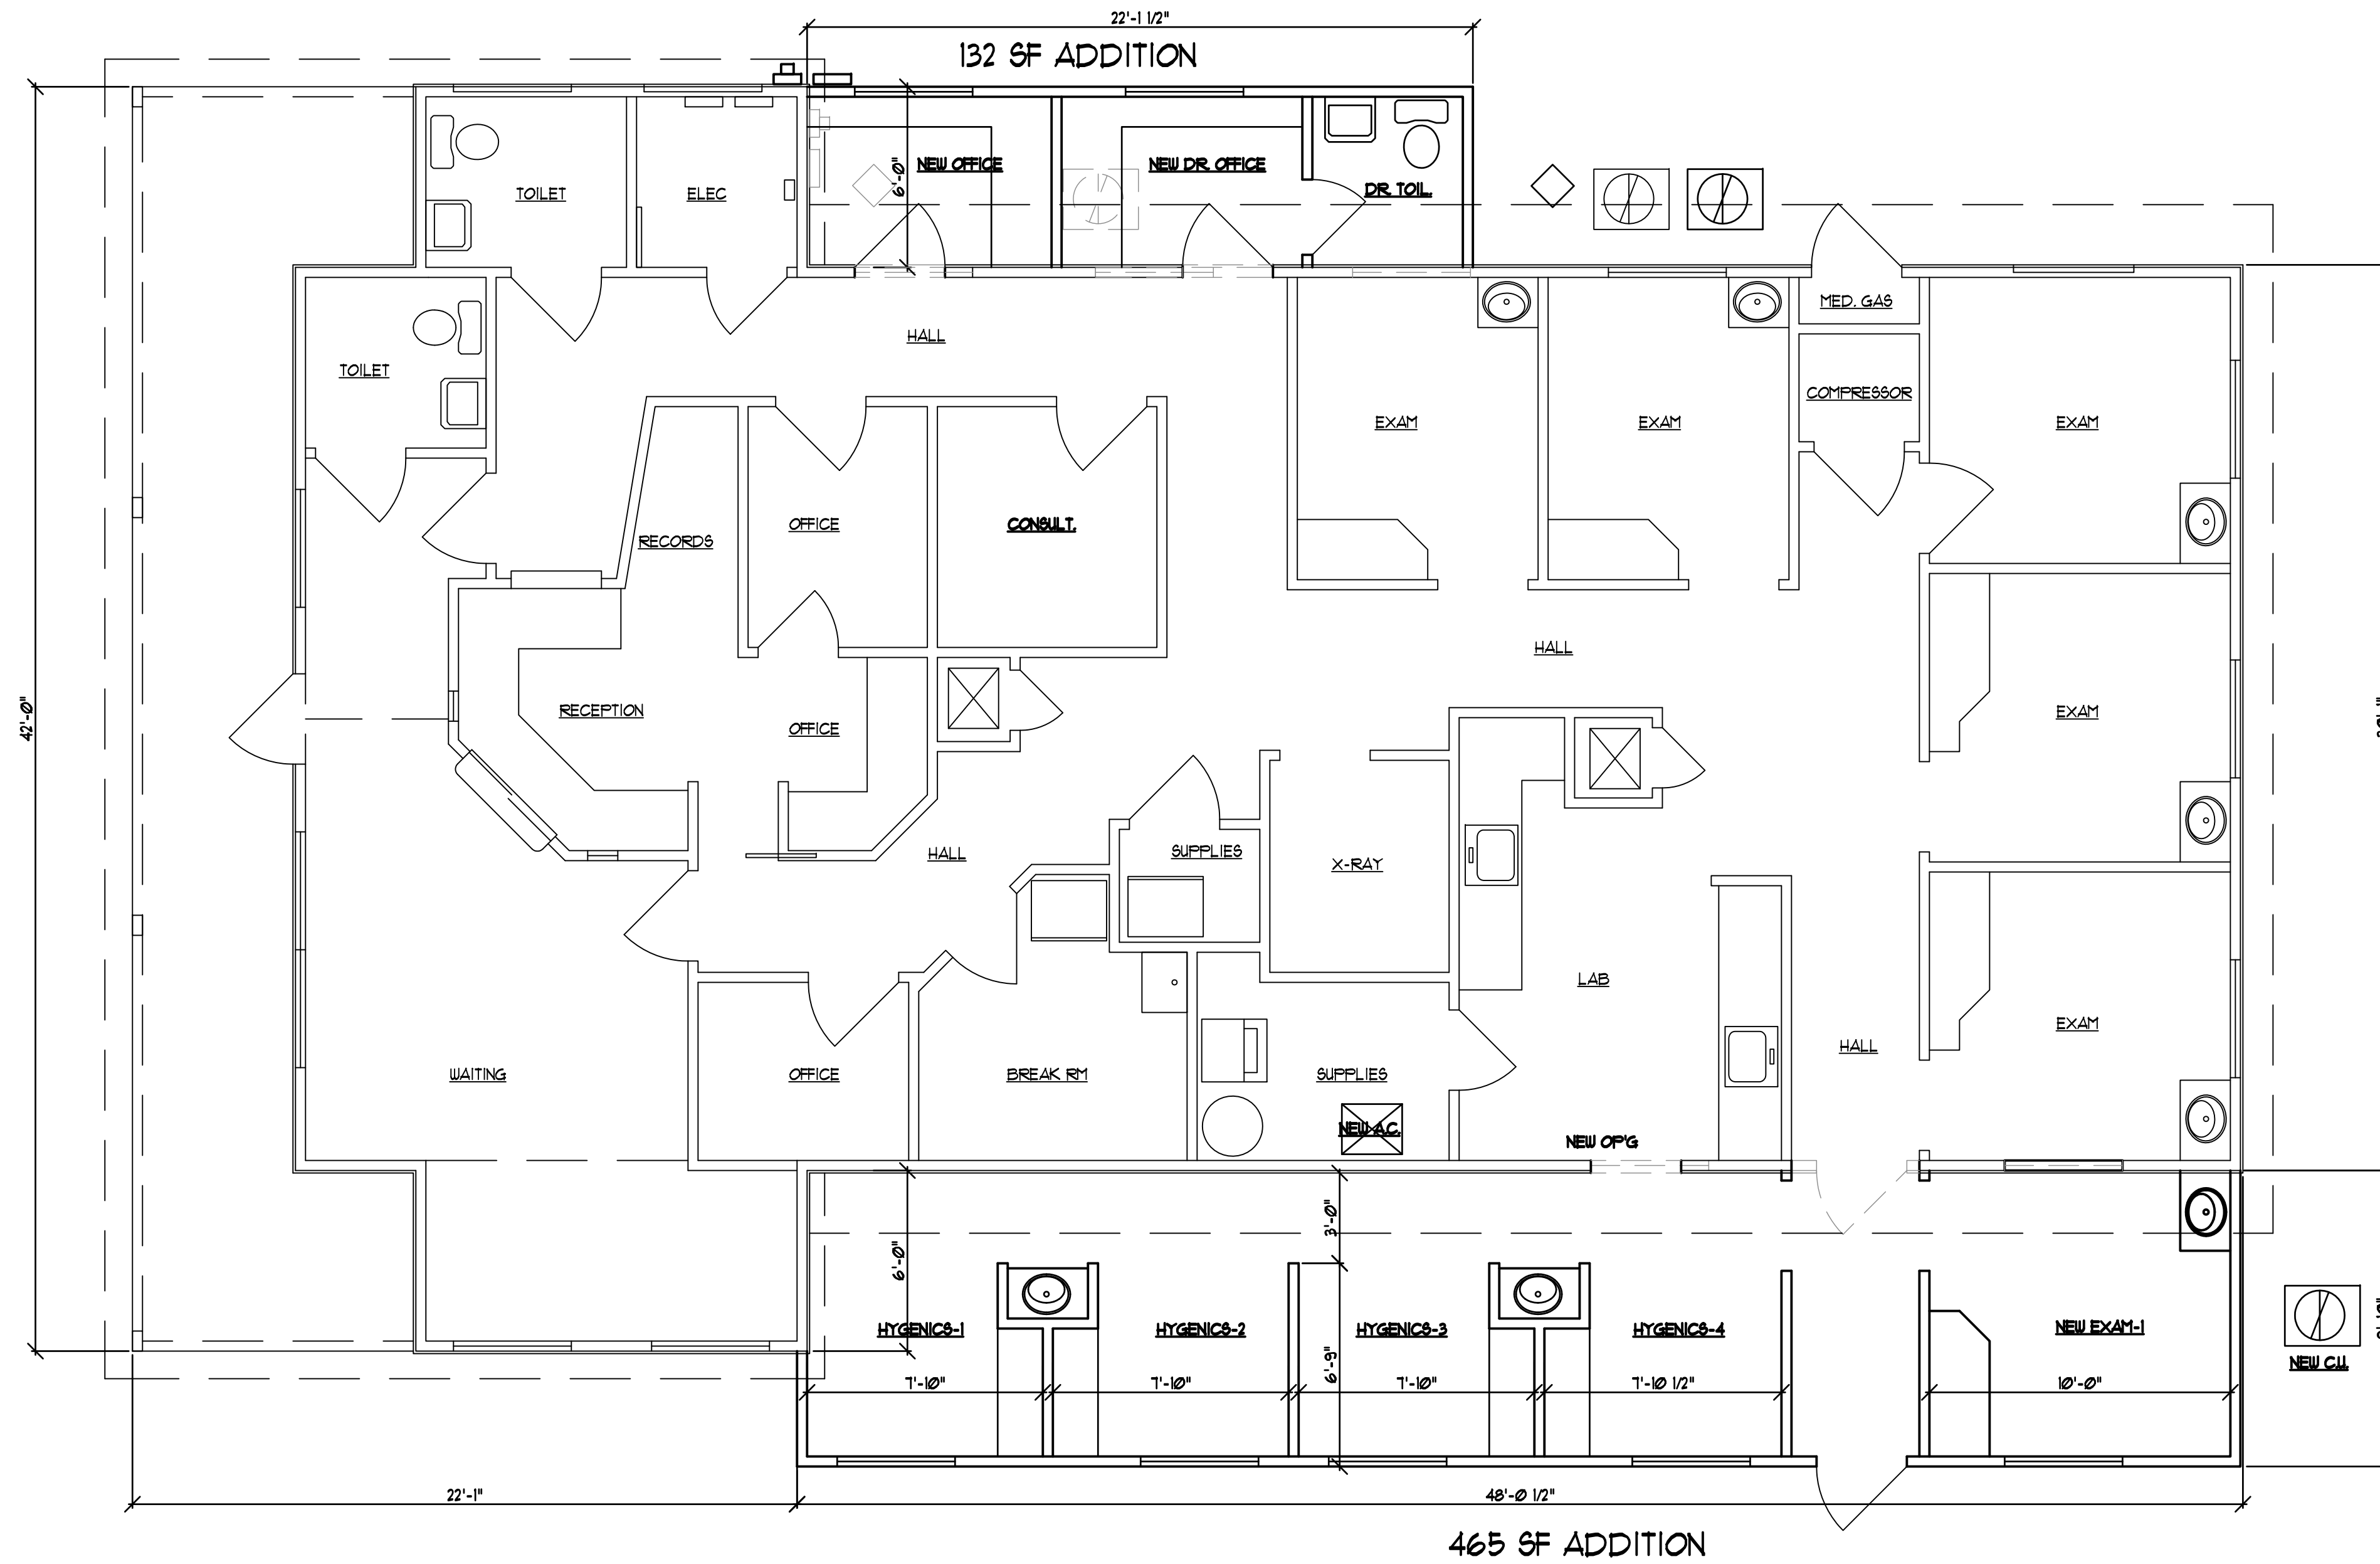 22'-1 1/2"
132 SF ADDITION
6'-0"
NEW OFFICE
NEW DR. OFFICE
DR. TOIL.
TOILET
ELEC
MED. GAS
HALL
TOILET
COMPRESSOR
EXAM
EXAM
EXAM
RECORDS
OFFICE
CONSULT.
HALL
42'-0"
RECEPTION
OFFICE
EXAM
HALL
SUPPLIES
X-RAY
LAB
EXAM
HALL
WAITING
OFFICE
BREAK RM
SUPPLIES
NEW A.C.
NEW OP'G
3'-0"
6'-0"
HYGENICS-1
HYGENICS-2
HYGENICS-3
HYGENICS-4
NEW EXAM-1
NEW C.U.
6'-9"
7'-10"
7'-10"
7'-10"
7'-10 1/2"
10'-0"
22'-1"
48'-0 1/2"
465 SF ADDITION